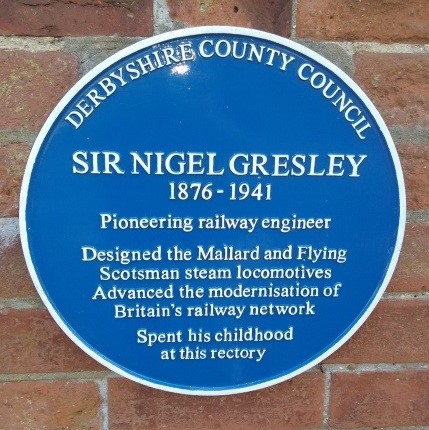 DERBYSHIRE COUNTY COUNCIL
SIR NIGEL GRESLEY
1876 - 1941
Pioneering railway engineer
Designed the Mallard and Flying
Scotsman steam locomotives
Advanced the modernisation of
Britain's railway network
Spent his childhood
at this rectory